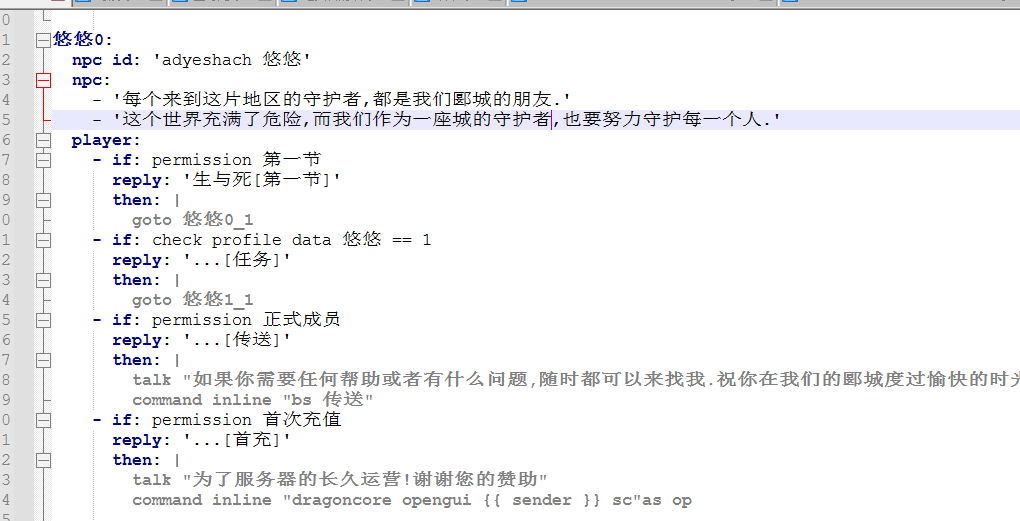 0
1 悠悠0:
2 npc id: 'adyeshach 悠悠'
3 npc:
4 - '每个来到这片地区的守护者,都是我们郾城的朋友.'
5 - '这个世界充满了危险,而我们作为一座城的守护者,也要努力守护每一个人.'
6 player:
7 - if: permission 第一节
8 reply: '生与死[第一节]'
9 then: |
0 goto 悠悠0_1
1 - if: check profile data 悠悠 == 1
2 reply: '...[任务]'
3 then: |
4 goto 悠悠1_1
5 - if: permission 正式成员
6 reply: '...[传送]'
7 then: |
8 talk "如果你需要任何帮助或者有什么问题,随时都可以来找我.祝你在我们的郾城度过愉快的时光
9 command inline "bs 传送"
0 - if: permission 首次充值
1 reply: '...[首充]'
2 then: |
3 talk "为了服务器的长久运营!谢谢您的赞助"
4 command inline "dragoncore opengui {{ sender }} sc"as op